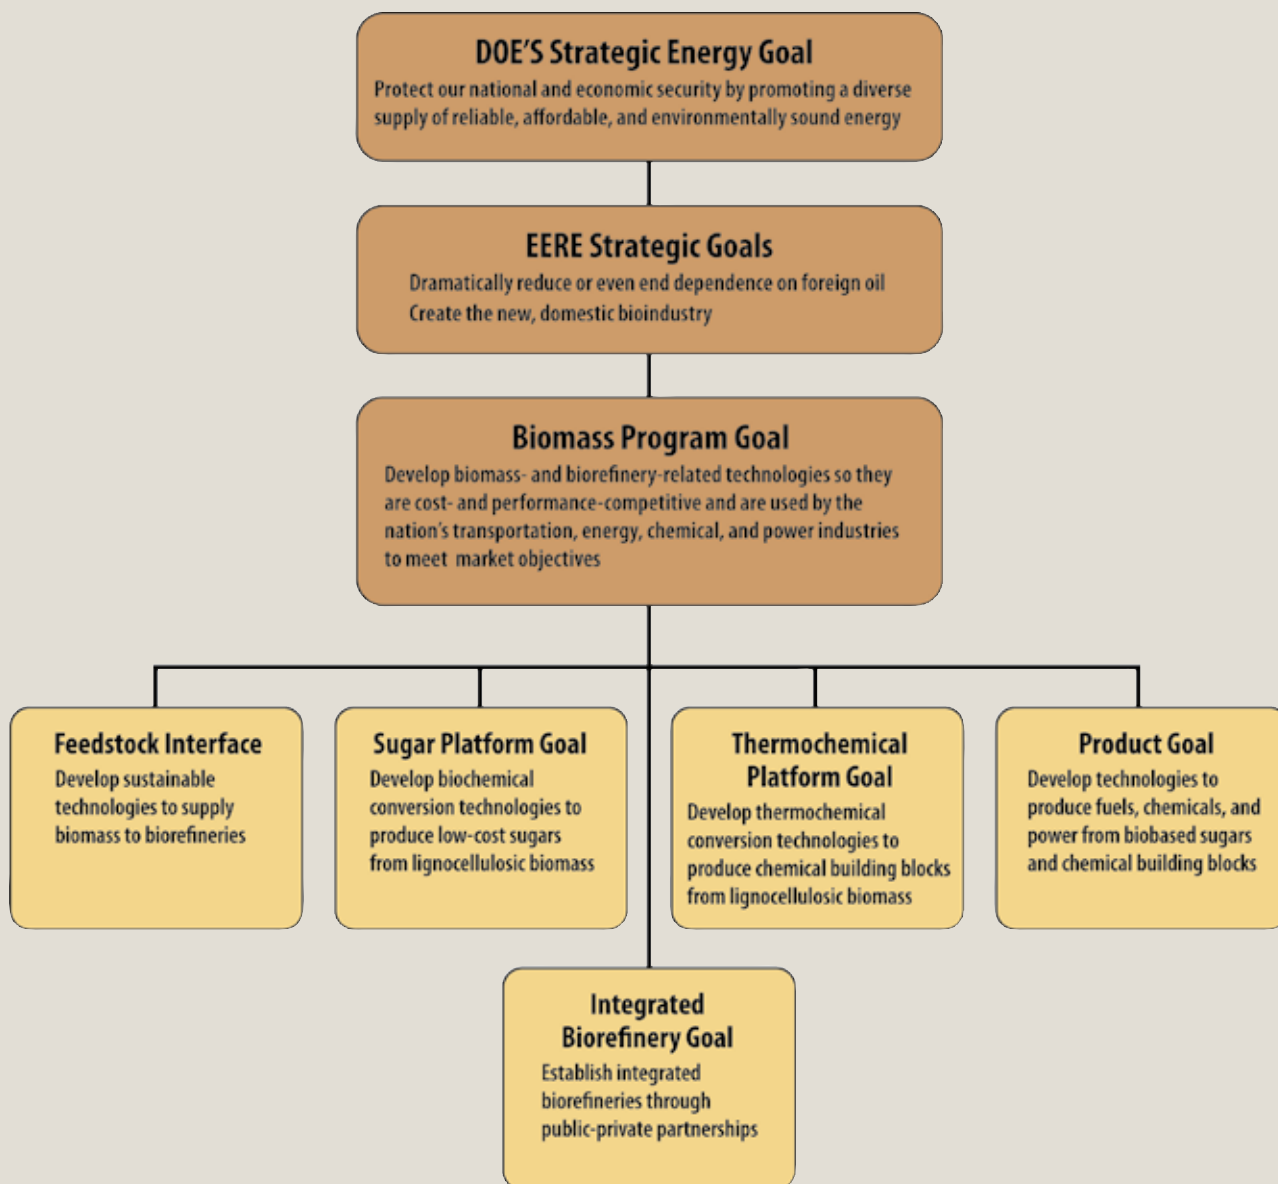 DOE'S Strategic Energy Goal
Protect our national and economic security by promoting a diverse
supply of reliable, affordable, and environmentally sound energy
EERE Strategic Goals
Dramatically reduce or even end dependence on foreign oil
Create the new, domestic bioindustry
Biomass Program Goal
Develop biomass- and biorefinery-related technologies so they
are cost- and performance-competitive and are used by the
nation's transportation, energy, chemical, and power industries
to meet market objectives
Feedstock Interface
Develop sustainable
technologies to supply
biomass to biorefineries
Sugar Platform Goal
Develop biochemical
conversion technologies to
produce low-cost sugars
from lignocellulosic biomass
Thermochemical
Platform Goal
Develop thermochemical
conversion technologies to
produce chemical building blocks
from lignocellulosic biomass
Product Goal
Develop technologies to
produce fuels, chemicals, and
power from biobased sugars
and chemical building blocks
Integrated
Biorefinery Goal
Establish integrated
biorefineries through
public-private partnerships